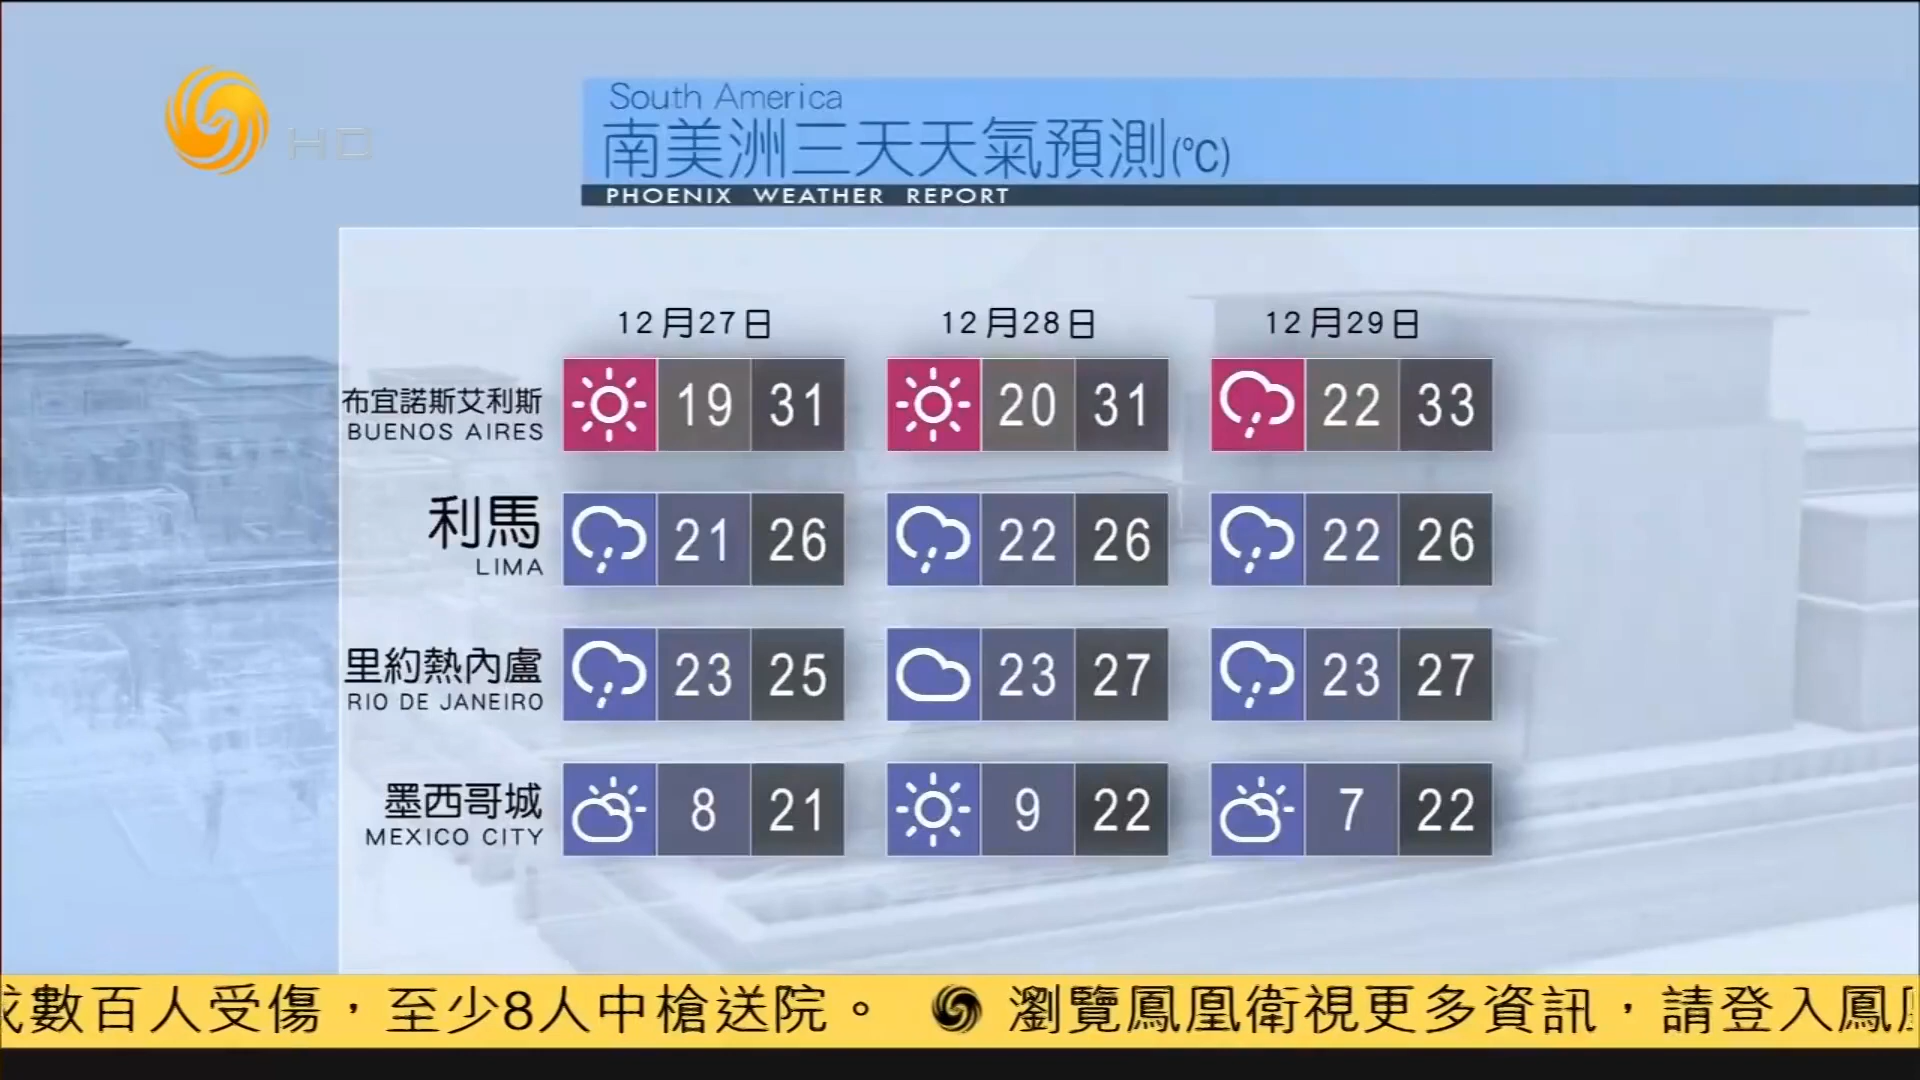 HD
South America
南美洲三天天氣預測(°C)
PHOENIX WEATHER REPORT
12月27日 12月28日 12月29日
布宜諾斯艾利斯
BUENOS AIRES
19 31 20 31 22 33
利馬
LIMA
21 26 22 26 22 26
里約熱內盧
RIO DE JANEIRO
23 25 23 27 23 27
墨西哥城
MEXICO CITY
8 21 9 22 7 22
數百人受傷，至少8人中槍送院。 瀏覽鳳凰衛視更多資訊，請登入鳳